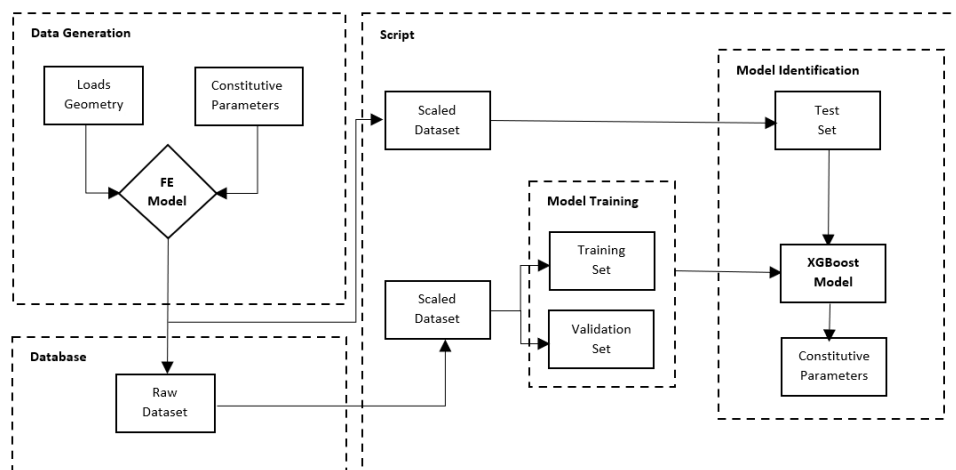 Data Generation
Loads
Geometry
Constitutive
Parameters
FE
Model
Database
Raw
Dataset
Script
Scaled
Dataset
Scaled
Dataset
Model Training
Training
Set
Validation
Set
Model Identification
Test
Set
XGBoost
Model
Constitutive
Parameters